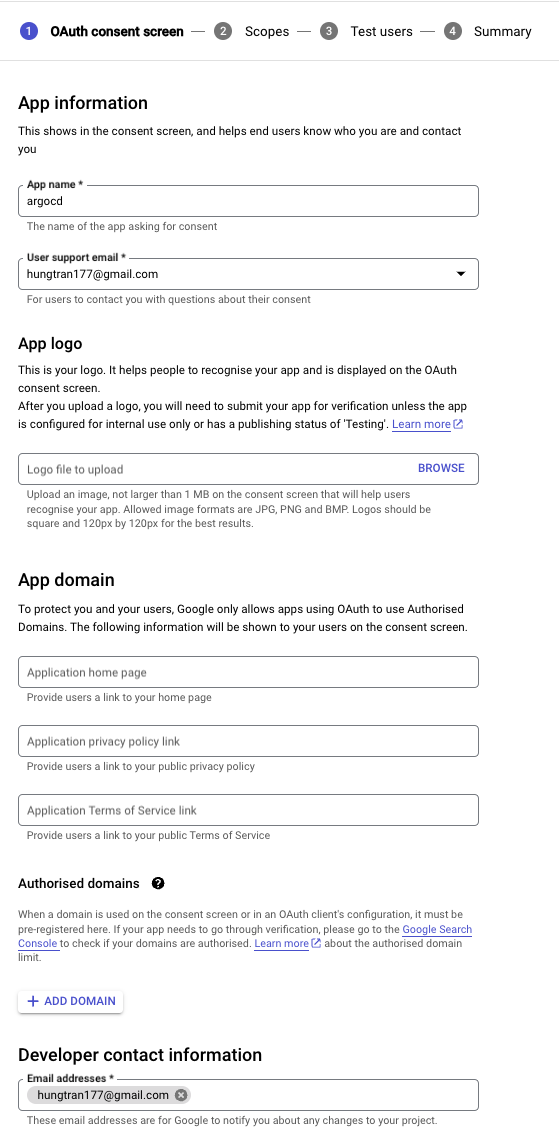 1 OAuth consent screen — 2 Scopes — 3 Test users — 4 Summary
App information
This shows in the consent screen, and helps end users know who you are and contact
you
App name *
argocd
The name of the app asking for consent
User support email *
hungtran177@gmail.com
For users to contact you with questions about their consent
App logo
This is your logo. It helps people to recognise your app and is displayed on the OAuth
consent screen.
After you upload a logo, you will need to submit your app for verification unless the app
is configured for internal use only or has a publishing status of 'Testing'. Learn more
Logo file to upload BROWSE
Upload an image, not larger than 1 MB on the consent screen that will help users
recognise your app. Allowed image formats are JPG, PNG and BMP. Logos should be
square and 120px by 120px for the best results.
App domain
To protect you and your users, Google only allows apps using OAuth to use Authorised
Domains. The following information will be shown to your users on the consent screen.
Application home page
Provide users a link to your home page
Application privacy policy link
Provide users a link to your public privacy policy
Application Terms of Service link
Provide users a link to your public Terms of Service
Authorised domains ?
When a domain is used on the consent screen or in an OAuth client's configuration, it must be
pre-registered here. If your app needs to go through verification, please go to the Google Search
Console to check if your domains are authorised. Learn more about the authorised domain
limit.
+ ADD DOMAIN
Developer contact information
Email addresses *
hungtran177@gmail.com
These email addresses are for Google to notify you about any changes to your project.